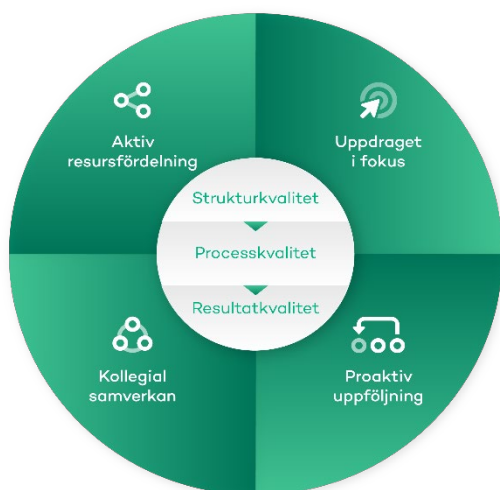 Aktiv
resursfördelning
Uppdraget
i fokus
Strukturkvalitet
Processkvalitet
Resultatkvalitet
Kollegial
samverkan
Proaktiv
uppföljning